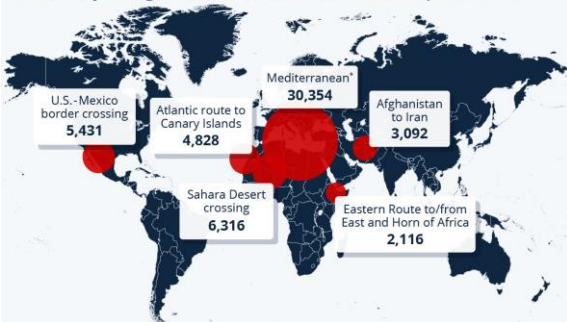 Mediterranean*
30,354
U.S.-Mexico
border crossing
5,431
Atlantic route to
Canary Islands
4,828
Afghanistan
to Iran
3,092
Sahara Desert
crossing
6,316
Eastern Route to/from
East and Horn of Africa
2,116